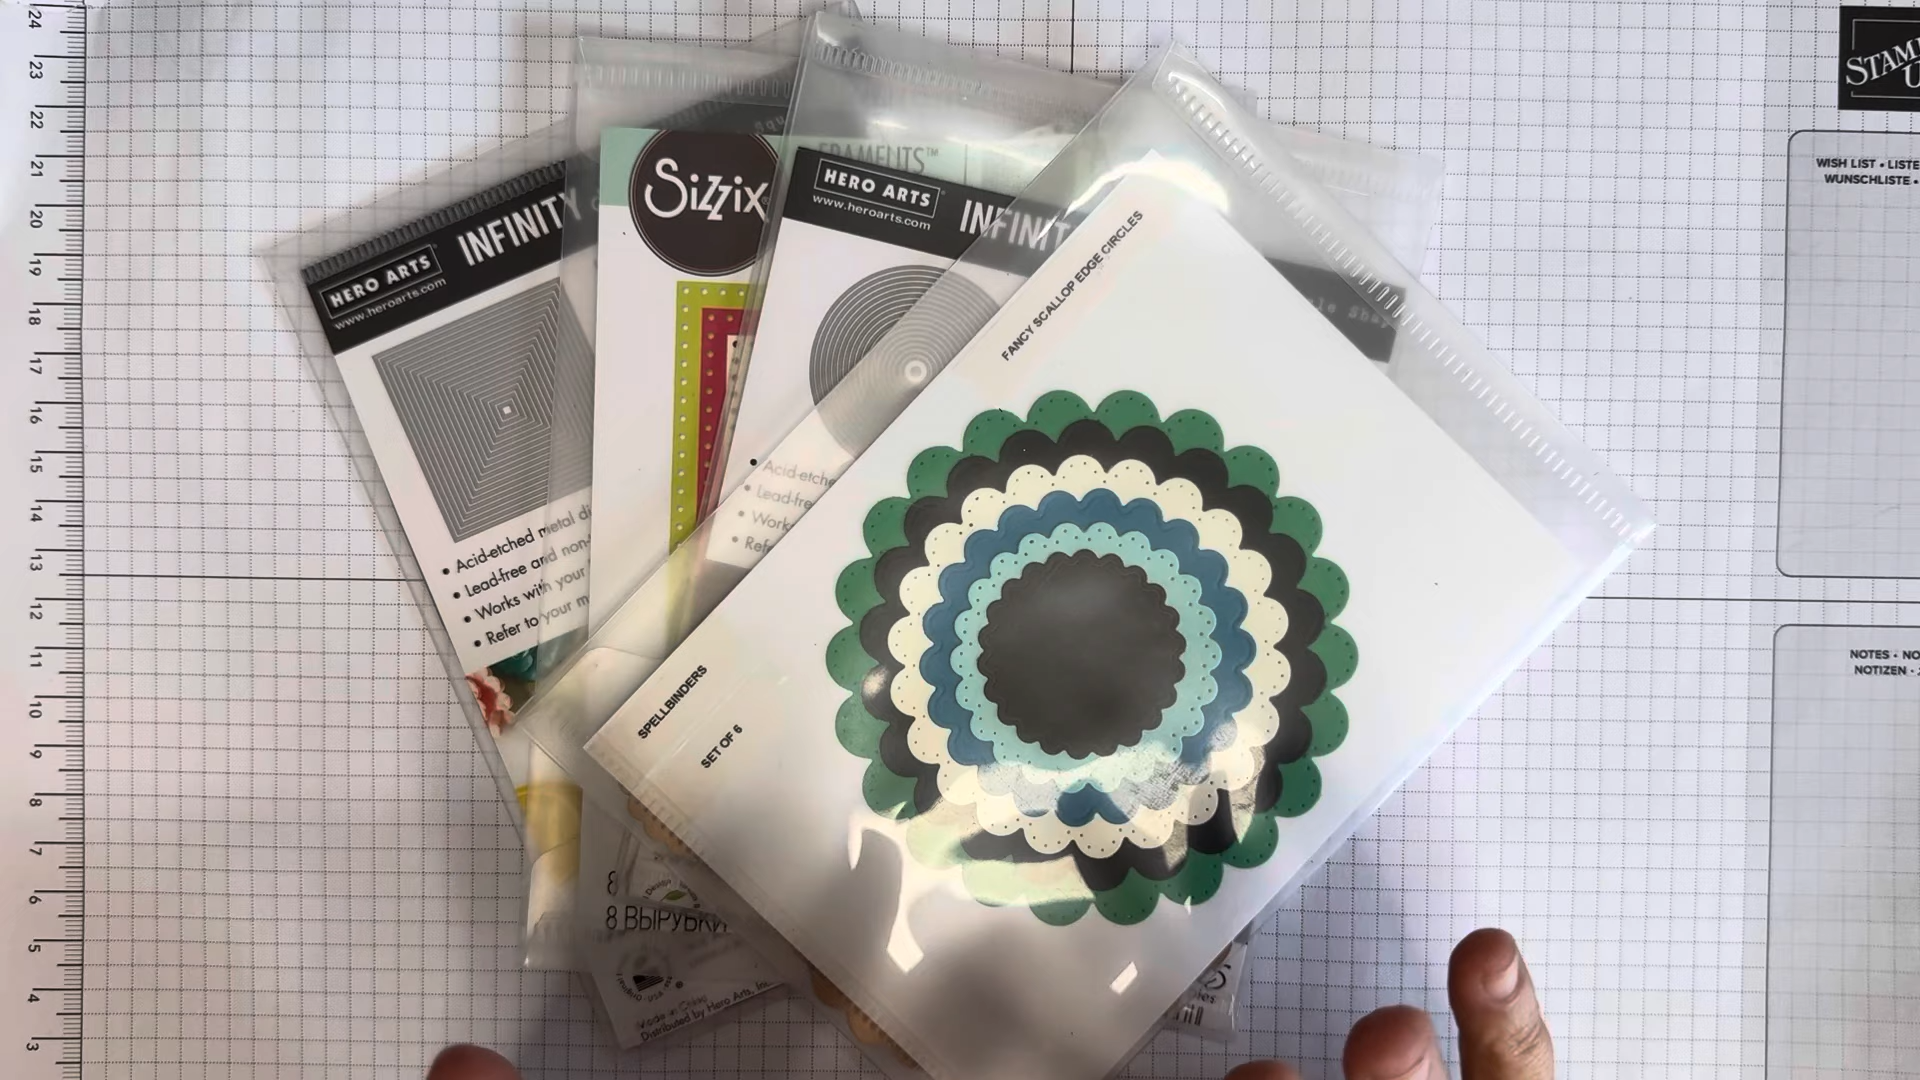 24
23
22
21
20
19
18
17
16
15
14
13
12
11
10
9
8
7
6
5
4
3
HERO ARTS
www.heroarts.com
INFINITY
• Acid-etched metal di
• Lead-free and non-
• Works with your
• Refer to your m
Sizzix
FRAMENTS™
HERO ARTS
www.heroarts.com
INFINIT
• Acid-etche
• Lead-fre
• Work
• Refe
FANCY SCALLOP EDGE CIRCLES
SPELLBINDERS
SET OF 6
8
8 ВЫРУБКИ
Made in China
Distributed by Hero Arts, Inc.
STAM
U
WISH LIST • LISTE
WUNSCHLISTE •
NOTES • NO
NOTIZEN •